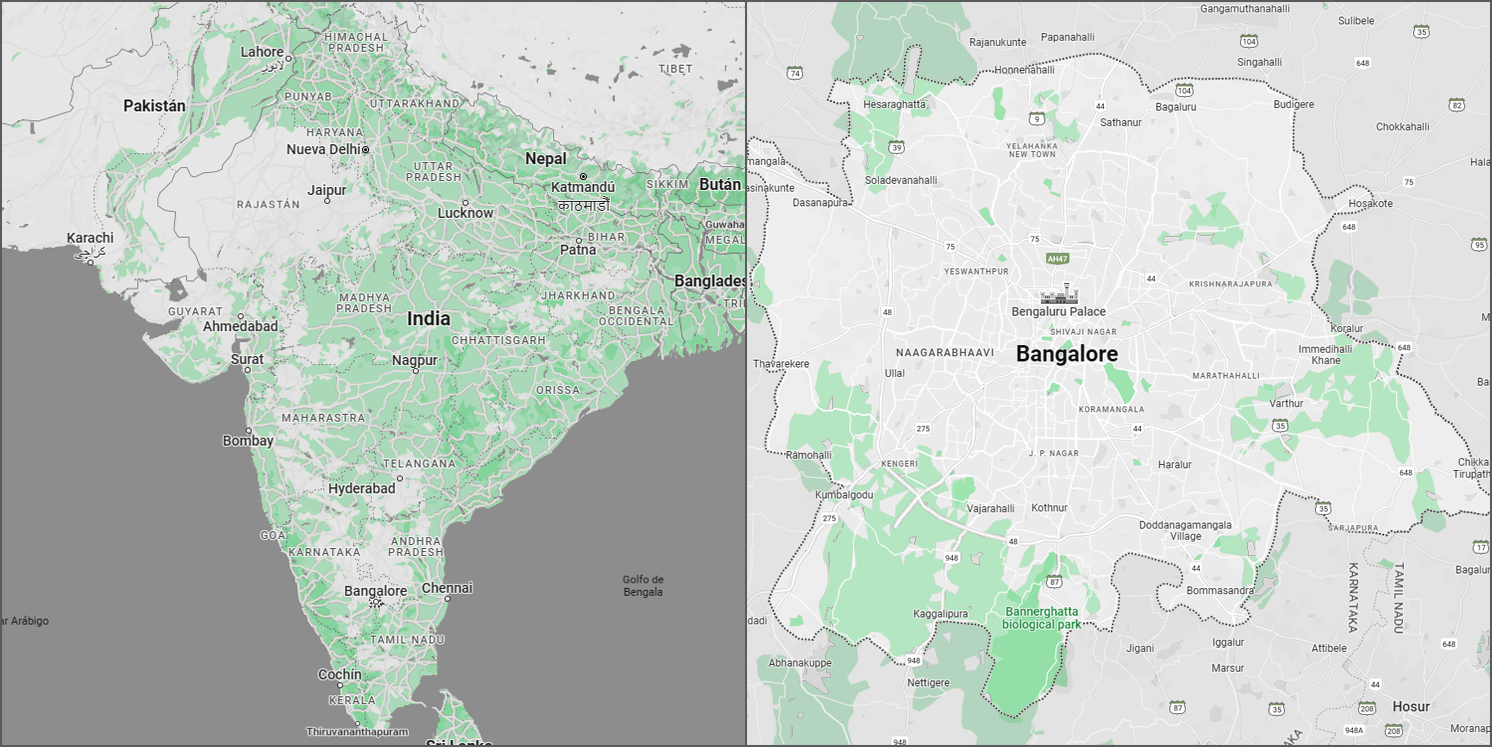 HIMACHAL
PRADESH
Lahore
لاہور
TIBET
PUNYAB
Pakistán
UTTARAKHAND
HARYANA
Nueva Delhi
Nepal
UTTAR
PRADESH
Katmandú
काठमाडौं
SIKKIM
Bután
Jaipur
RAJASTÁN
Lucknow
Guwaha
Karachi
کراچی
BIHAR
Patna
MEGAL
Banglades
MADHYA
PRADESH
JHARKHAND
TRI
GUYARAT
Ahmedabad
India
BENGALA
OCCIDENTAL
CHHATTISGARH
Surat
Nagpur
ORISSA
MAHARASTRA
Bombay
TELANGANA
Hyderabad
GOA
KARNATAKA
ANDHRA
PRADESH
Bangalore
Chennai
Golfo de
Bengala
ar Arábigo
TAMIL NADU
Cochín
KERALA
Thiruvananthapuram
Sri Lanka
Gangamuthanahalli
Sulibele
35
Rajanukunte
Papanahalli
104
Singahalli
648
74
Honnenahalli
104
Hesaraghatta
44
Bagaluru
Budigere
82
9
Sathanur
Chokkahalli
39
YELAHANKA
NEW TOWN
mangala
Hala
Soladevanahalli
75
asinakunte
Dasanapura
Hosakote
648
75
75
95
AH47
YESWANTHPUR
44
KRISHNARAJAPURA
48
Bengaluru Palace
M
SHIVAJI NAGAR
Koralur
NAAGARABHAAVI
Bangalore
Immedihalli
Khane
648
Thavarekere
Ullal
MARATHAHALLI
Ba
Varthur
KORAMANGALA
275
44
35
J. P. NAGAR
Ramohalli
KENGERI
Haralur
Chikka
Tirupath
648
Kumbalgodu
Vajarahalli
Kothnur
35
275
Doddanagamangala
Village
SARJAPURA
48
17
948
44
Bagalur
87
Bommasandra
KARNATAKA
TAMIL NADU
dadi
Kaggalipura
Bannerghatta
biological park
Abhanakuppe
948
Jigani
Iggalur
Attibele
648
Nettigere
Marsur
44
87
35
208
Hosur
948
948A
208
Moranap
AKA